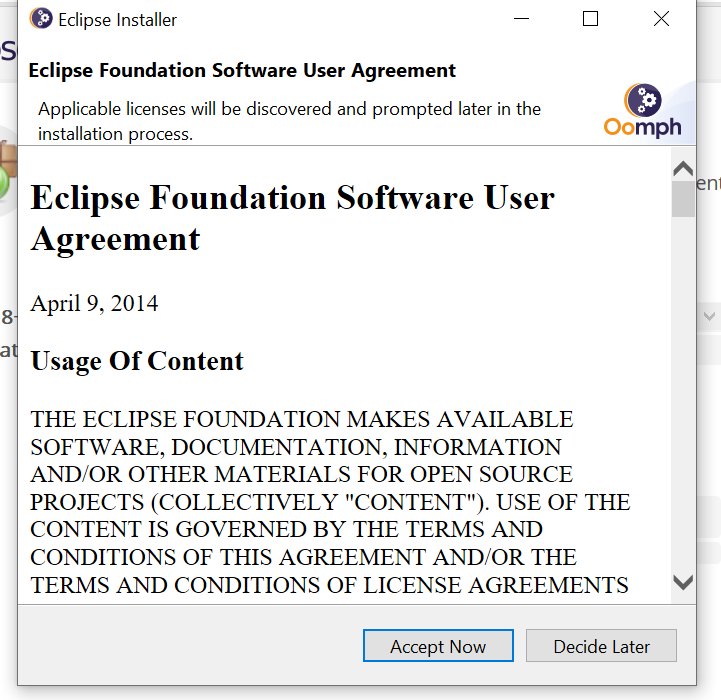 Eclipse Installer
Eclipse Foundation Software User Agreement
Applicable licenses will be discovered and prompted later in the
installation process.
Oomph
Eclipse Foundation Software User
Agreement
April 9, 2014
Usage Of Content
THE ECLIPSE FOUNDATION MAKES AVAILABLE
SOFTWARE, DOCUMENTATION, INFORMATION
AND/OR OTHER MATERIALS FOR OPEN SOURCE
PROJECTS (COLLECTIVELY "CONTENT"). USE OF THE
CONTENT IS GOVERNED BY THE TERMS AND
CONDITIONS OF THIS AGREEMENT AND/OR THE
TERMS AND CONDITIONS OF LICENSE AGREEMENTS
Accept Now
Decide Later